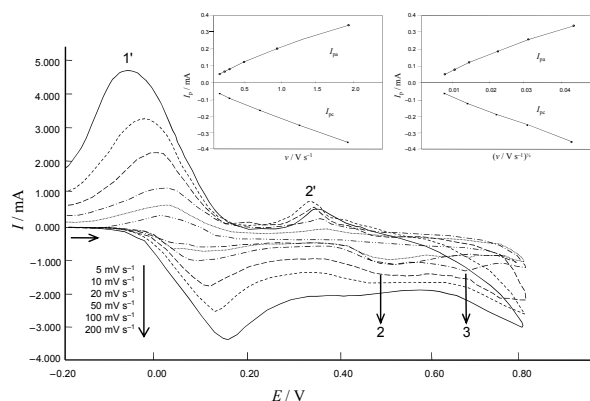 I / mA
5.000
4.000
3.000
2.000
1.000
0.000
-1.000
-2.000
-3.000
-4.000
-0.20
0.00
0.20
0.40
0.60
0.80
E / V
1'
2'
2
3
5 mV s⁻¹
10 mV s⁻¹
20 mV s⁻¹
50 mV s⁻¹
100 mV s⁻¹
200 mV s⁻¹
Iₚ / mA
0.4
0.3
0.2
0.1
0.0
-0.1
-0.2
-0.3
-0.4
0.5
1.0
1.5
2.0
Iₚₐ
Iₚc
v / V s⁻¹
Iₚ / mA
0.4
0.3
0.2
0.1
0.0
-0.1
-0.2
-0.3
-0.4
0.01
0.02
0.03
0.04
Iₚₐ
Iₚc
(v / V s⁻¹)^½